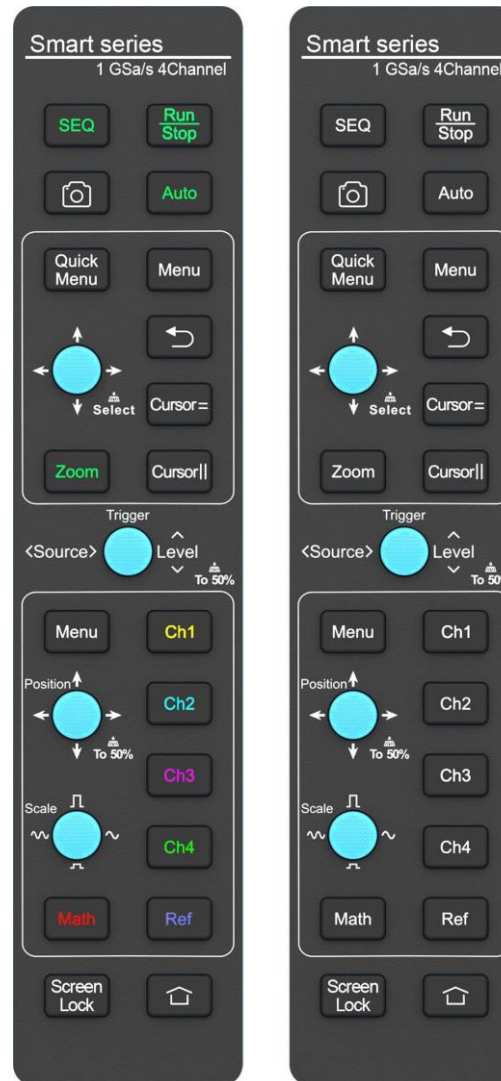 Smart series
1 GSa/s 4Channel
SEQ
Run
Stop
Auto
Quick
Menu
Menu
Select
Cursor=
Zoom
Cursor||
Trigger
<Source>
Level
To 50%
Menu
Ch1
Position
Ch2
To 50%
Ch3
Scale
Ch4
Math
Ref
Screen
Lock
Smart series
1 GSa/s 4Channel
SEQ
Run
Stop
Auto
Quick
Menu
Menu
Select
Cursor=
Zoom
Cursor||
Trigger
<Source>
Level
To 50
Menu
Ch1
Position
Ch2
To 50%
Ch3
Scale
Ch4
Math
Ref
Screen
Lock